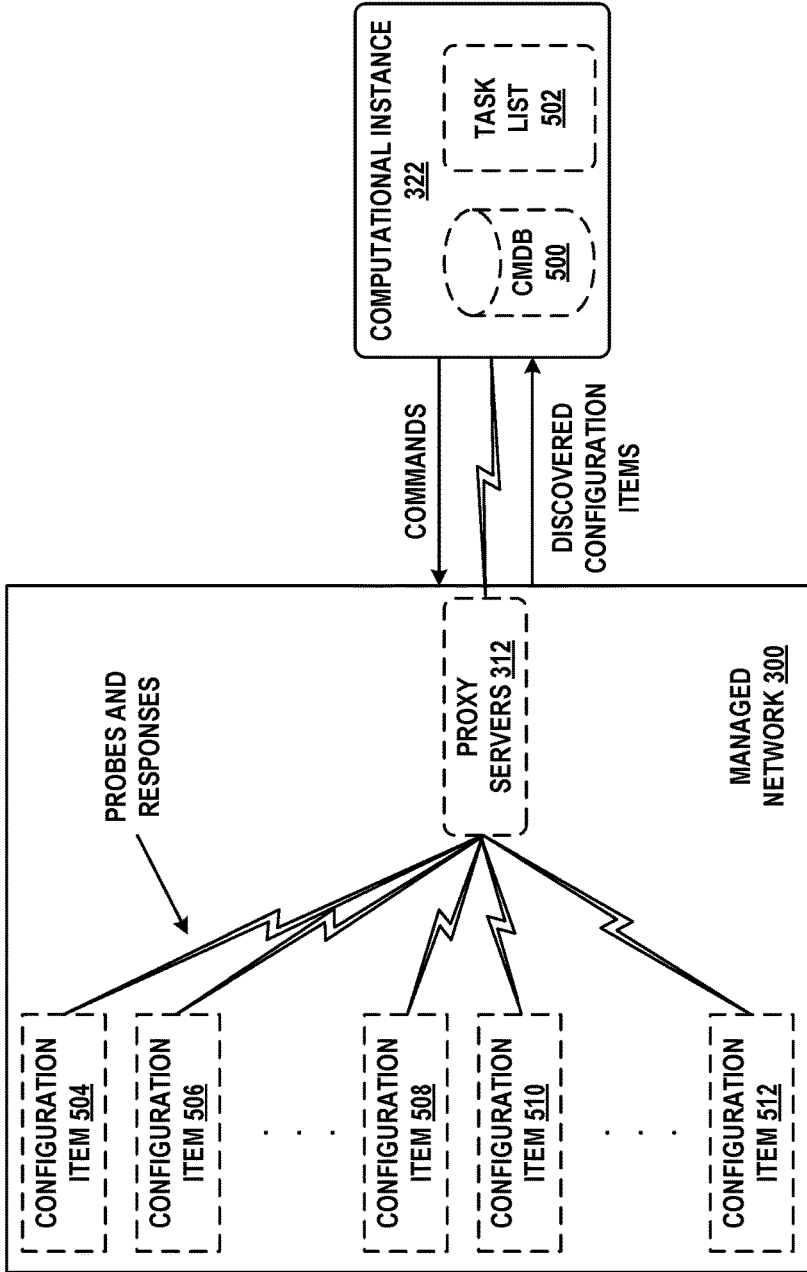 COMPUTATIONAL INSTANCE
322
CMDB
500
TASK
LIST
502
COMMANDS
DISCOVERED
CONFIGURATION
ITEMS
PROBES AND
RESPONSES
PROXY
SERVERS 312
MANAGED
NETWORK 300
CONFIGURATION
ITEM 504
CONFIGURATION
ITEM 506
. . .
CONFIGURATION
ITEM 508
CONFIGURATION
ITEM 510
. . .
CONFIGURATION
ITEM 512